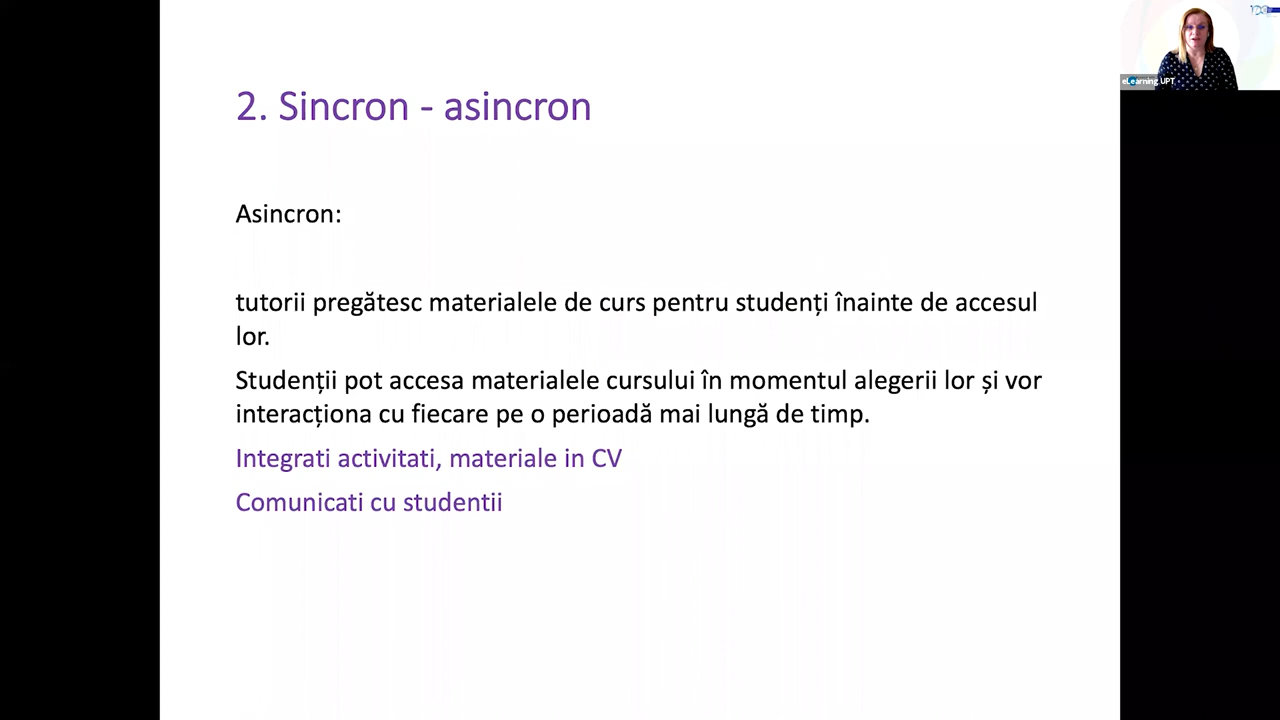 2. Sincron - asincron
Asincron:
tutorii pregătesc materialele de curs pentru studenți înainte de accesul
lor.
Studenții pot accesa materialele cursului în momentul alegerii lor și vor
interacționa cu fiecare pe o perioadă mai lungă de timp.
Integrati activitati, materiale in CV
Comunicati cu studentii
eLearning UPT